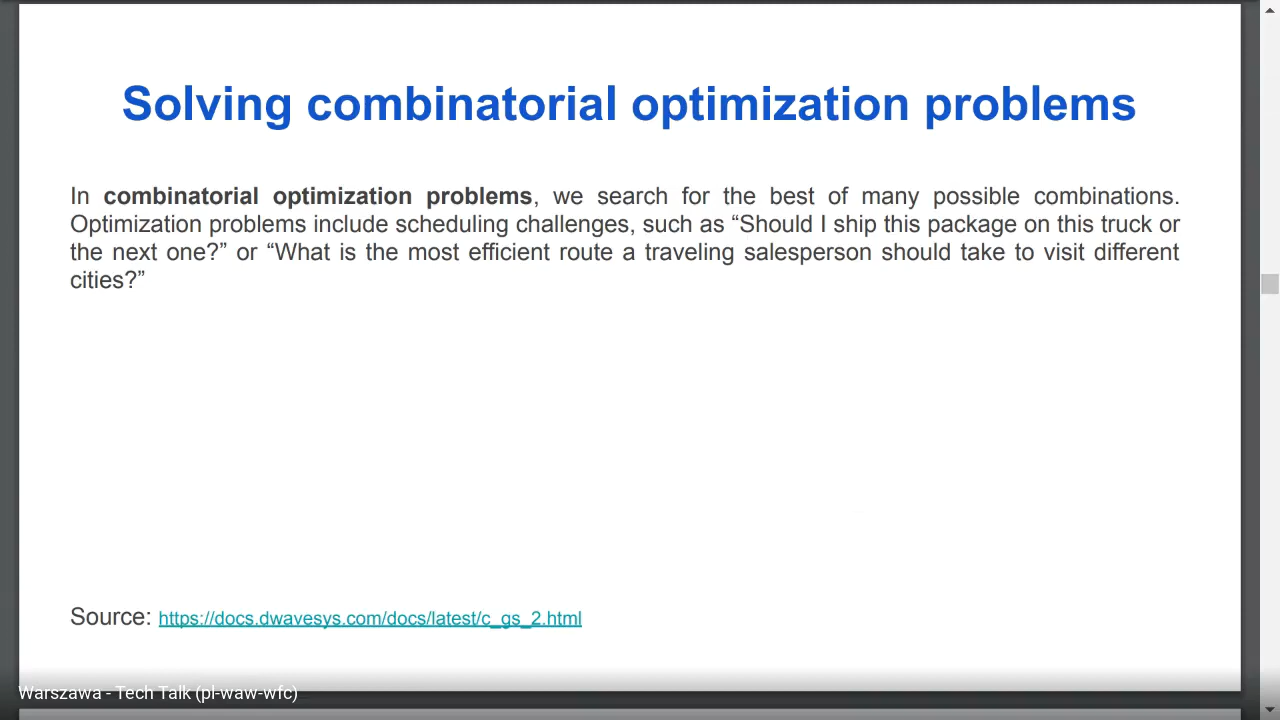 Solving combinatorial optimization problems
In combinatorial optimization problems, we search for the best of many possible combinations.
Optimization problems include scheduling challenges, such as “Should I ship this package on this truck or
the next one?” or “What is the most efficient route a traveling salesperson should take to visit different
cities?”
Source: https://docs.dwavesys.com/docs/latest/c_gs_2.html
Warszawa - Tech Talk (pl-waw-wfc)